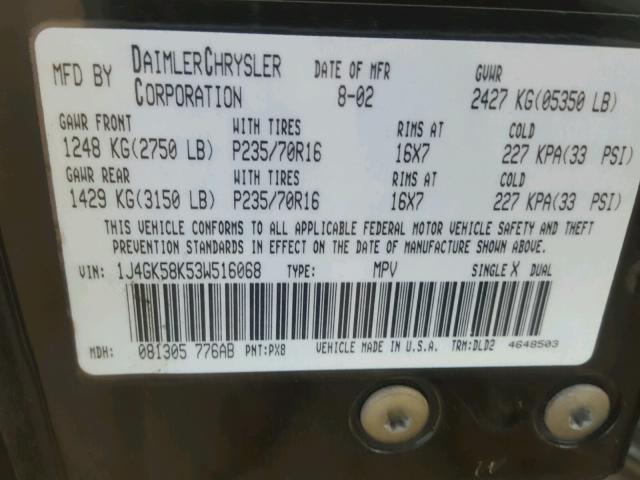 MFD BY DAIMLERCHRYSLER CORPORATION DATE OF MFR 8-02 GVWR 2427 KG(05350 LB)
GAWR FRONT WITH TIRES RIMS AT COLD
1248 KG(2750 LB) P235/70R16 16X7 227 KPA(33 PSI)
GAWR REAR WITH TIRES RIMS AT COLD
1429 KG(3150 LB) P235/70R16 16X7 227 KPA(33 PSI)
THIS VEHICLE CONFORMS TO ALL APPLICABLE FEDERAL MOTOR VEHICLE SAFETY AND THEFT
PREVENTION STANDARDS IN EFFECT ON THE DATE OF MANUFACTURE SHOWN ABOVE.
VIN: 1J4GK58K53W516068 TYPE: MPV SINGLE X DUAL
MDH: 081305 776AB PNT:PX8 VEHICLE MADE IN U.S.A. TRM:DLD2 4648503